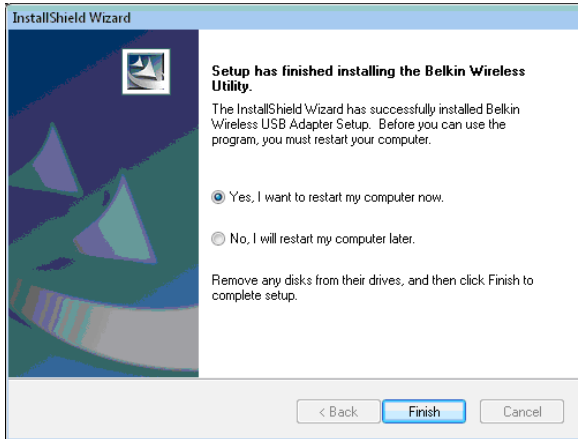 InstallShield Wizard
Setup has finished installing the Belkin Wireless
Utility.
The InstallShield Wizard has successfully installed Belkin
Wireless USB Adapter Setup.  Before you can use the
program, you must restart your computer.
Yes, I want to restart my computer now.
No, I will restart my computer later.
Remove any disks from their drives, and then click Finish to
complete setup.
< Back
Finish
Cancel